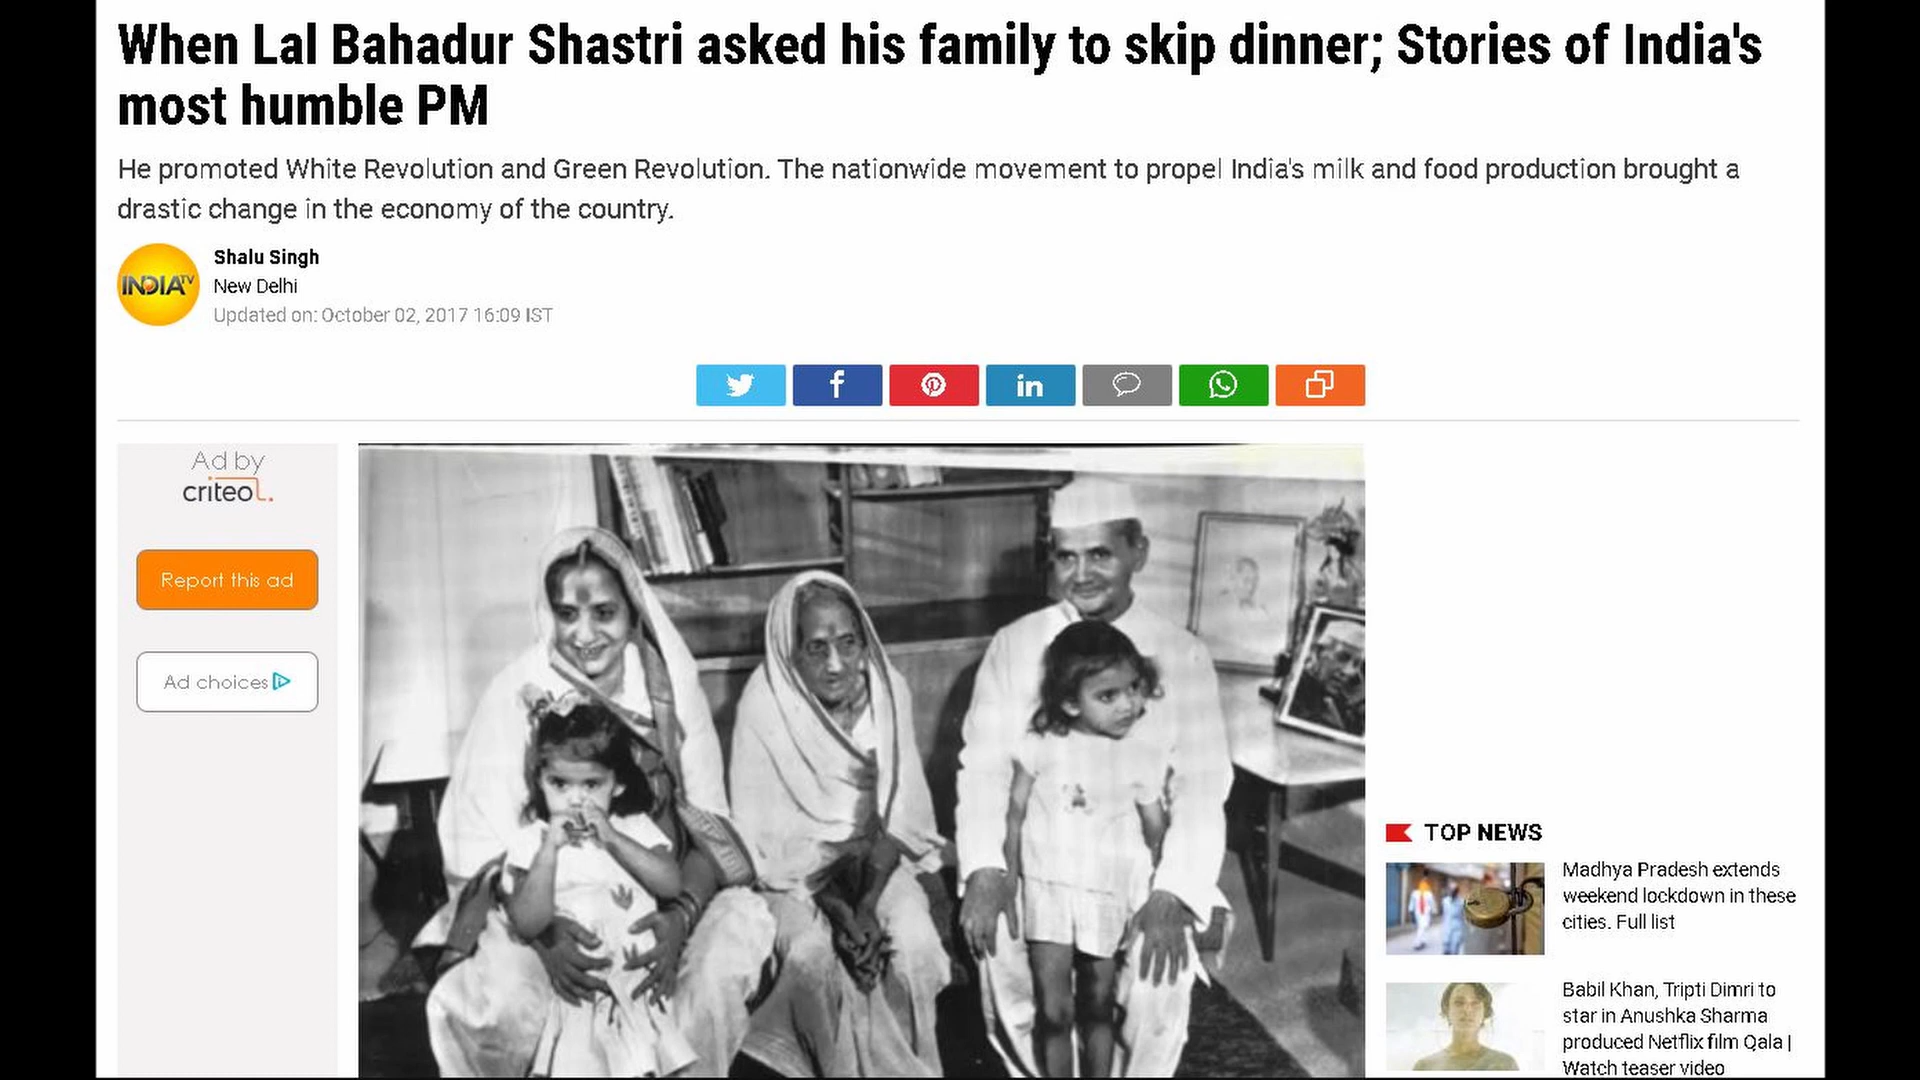 When Lal Bahadur Shastri asked his family to skip dinner; Stories of India's
most humble PM
He promoted White Revolution and Green Revolution. The nationwide movement to propel India's milk and food production brought a
drastic change in the economy of the country.
INDIA TV
Shalu Singh
New Delhi
Updated on: October 02, 2017 16:09 IST
f
in
Ad by
criteo
Report this ad
Ad choices
TOP NEWS
Madhya Pradesh extends
weekend lockdown in these
cities. Full list
Babil Khan, Tripti Dimri to
star in Anushka Sharma
produced Netflix film Qala |
Watch teaser video